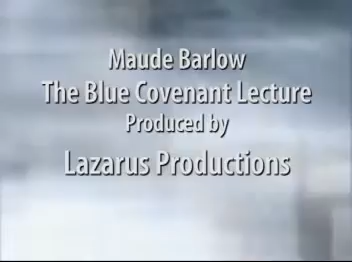 Maude Barlow
The Blue Covenant Lecture
Produced by
Lazarus Productions